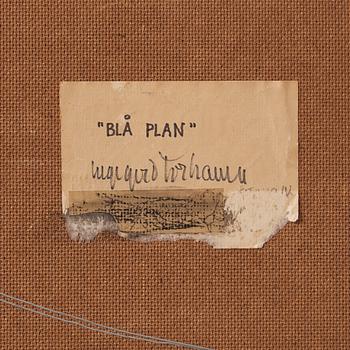 "BLÅ PLAN"
Ingegerd Torhamn